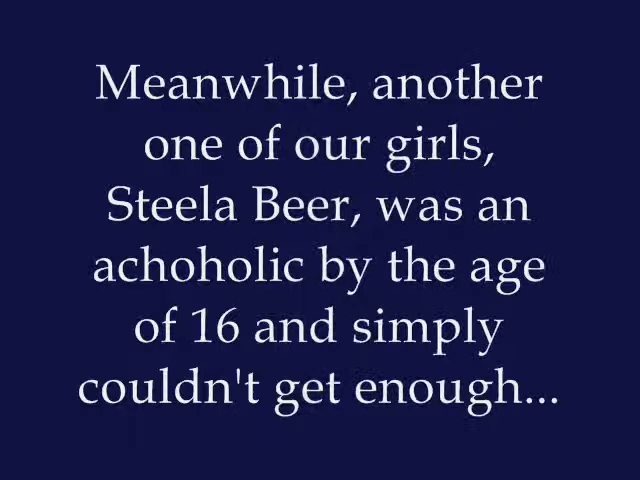 Meanwhile, another
one of our girls,
Steela Beer, was an
achoholic by the age
of 16 and simply
couldn't get enough...